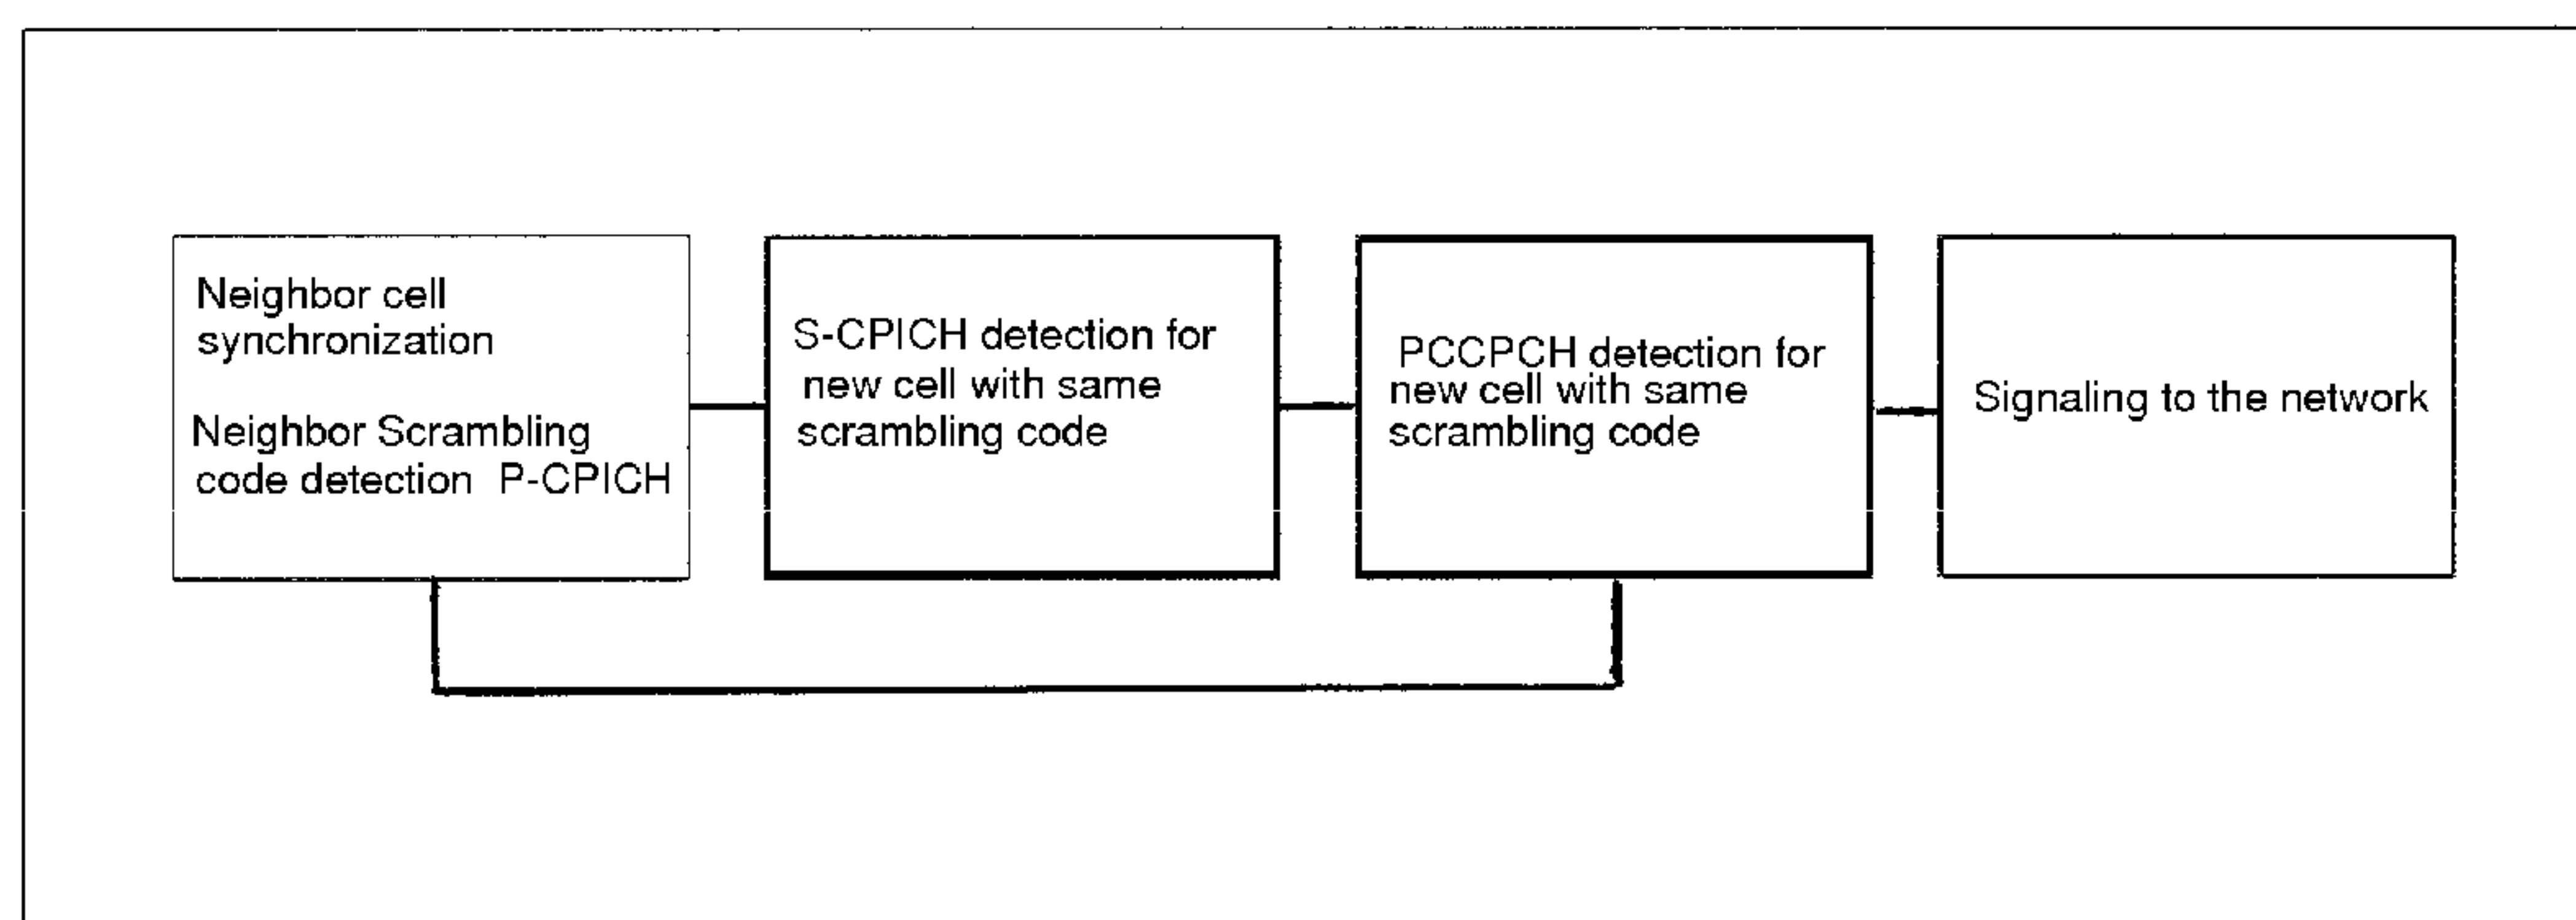 Neighbor cell
synchronization
Neighbor Scrambling
code detection P-CPICH
S-CPICH detection for
new cell with same
scrambling code
PCCPCH detection for
new cell with same
scrambling code
Signaling to the network